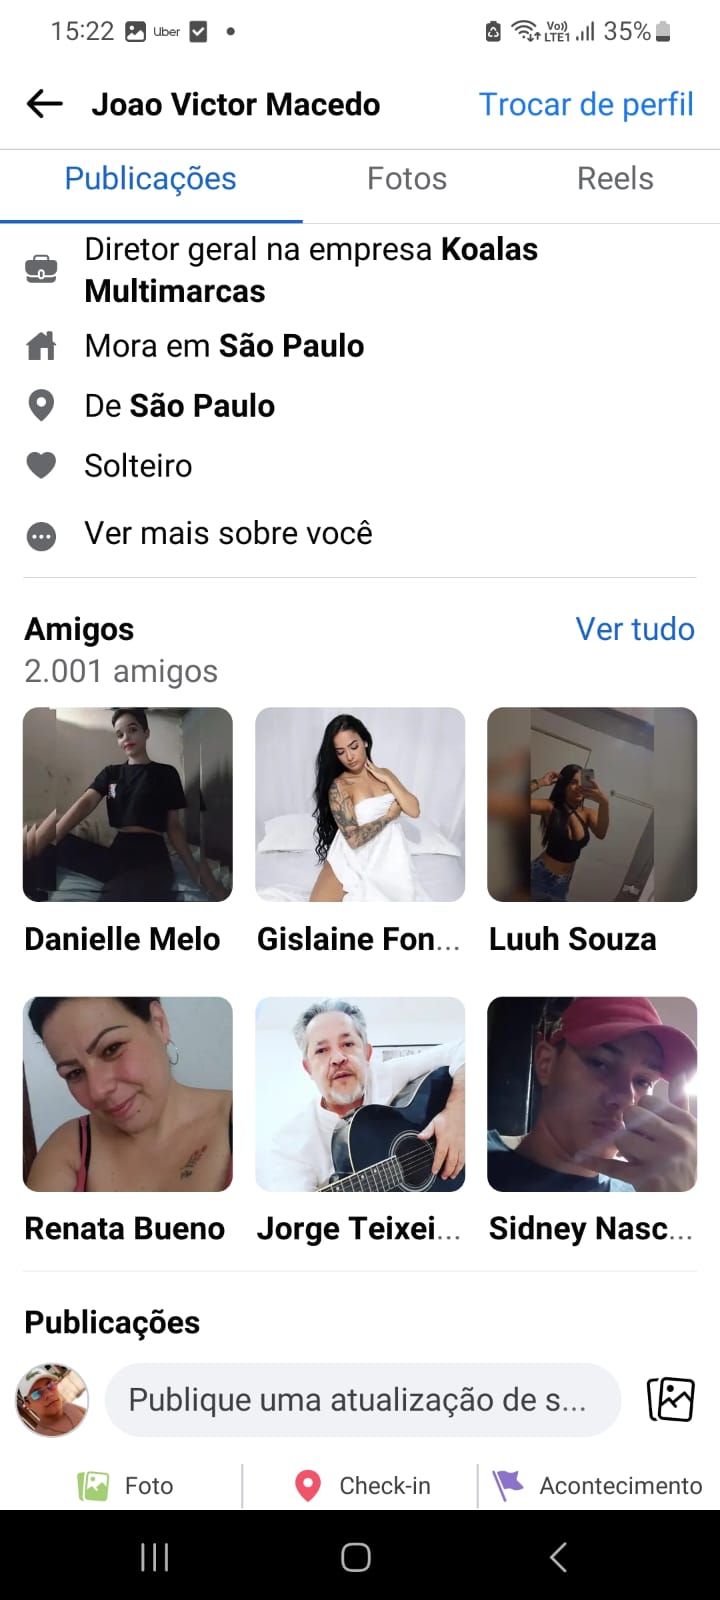 15:22 Uber Vo)) LTE1 35%
Joao Victor Macedo Trocar de perfil
Publicações Fotos Reels
Diretor geral na empresa Koalas
Multimarcas
Mora em São Paulo
De São Paulo
Solteiro
Ver mais sobre você
Amigos Ver tudo
2.001 amigos
Danielle Melo Gislaine Fon... Luuh Souza
Renata Bueno Jorge Teixei... Sidney Nasc...
Publicações
Publique uma atualização de s...
Foto Check-in Acontecimento